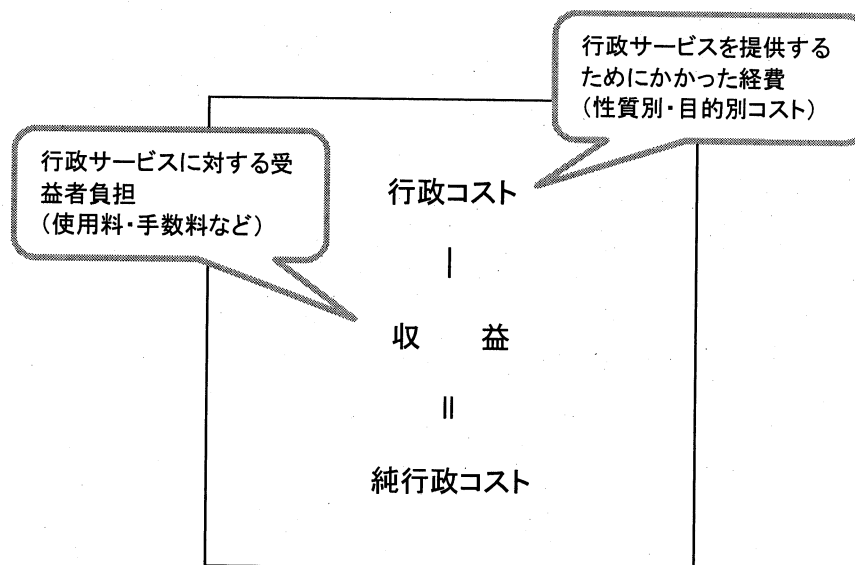 行政サービスを提供する
ためにかかった経費
(性質別・目的別コスト)
行政サービスに対する受
益者負担
(使用料・手数料など)
行政コスト
|
収　益
||
純行政コスト